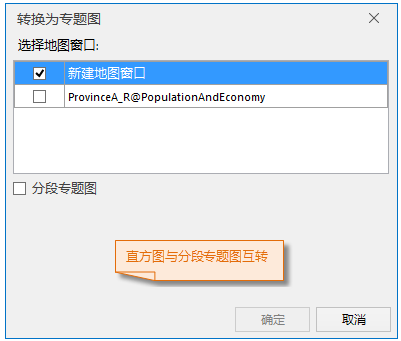 转换为专题图
选择地图窗口:
新建地图窗口
ProvinceA_R@PopulationAndEconomy
分段专题图
直方图与分段专题图互转
确定
取消